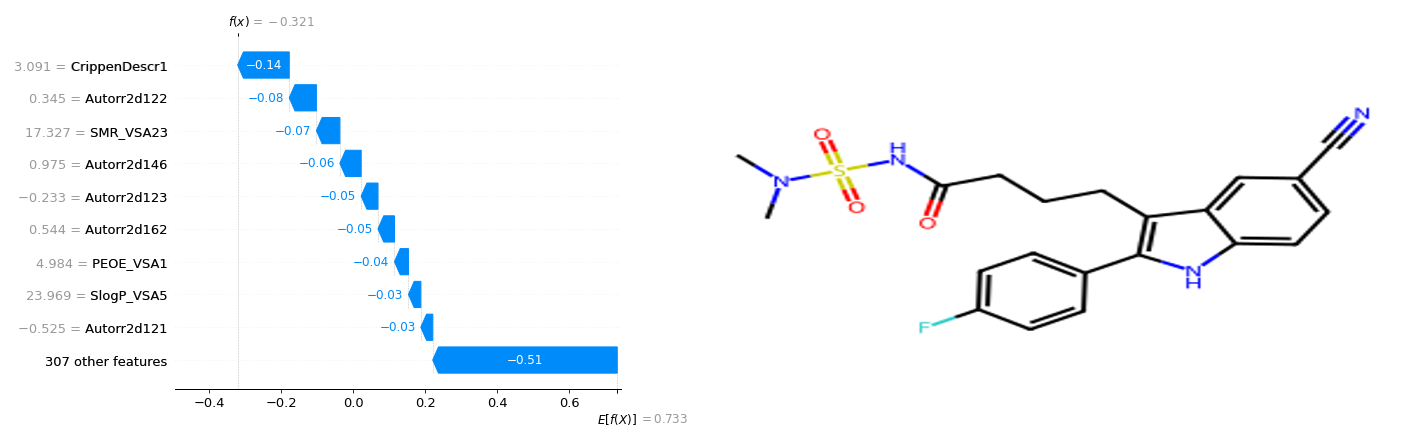 f(x) = −0.321
3.091 = CrippenDescr1
−0.14
0.345 = Autorr2d122
−0.08
17.327 = SMR_VSA23
−0.07
0.975 = Autorr2d146
−0.06
−0.233 = Autorr2d123
−0.05
0.544 = Autorr2d162
−0.05
4.984 = PEOE_VSA1
−0.04
23.969 = SlogP_VSA5
−0.03
−0.525 = Autorr2d121
−0.03
307 other features
−0.51
−0.4 −0.2 0.0 0.2 0.4 0.6
E[f(X)] = 0.733
N
O
H
N
S
N
O
O
N
H
F